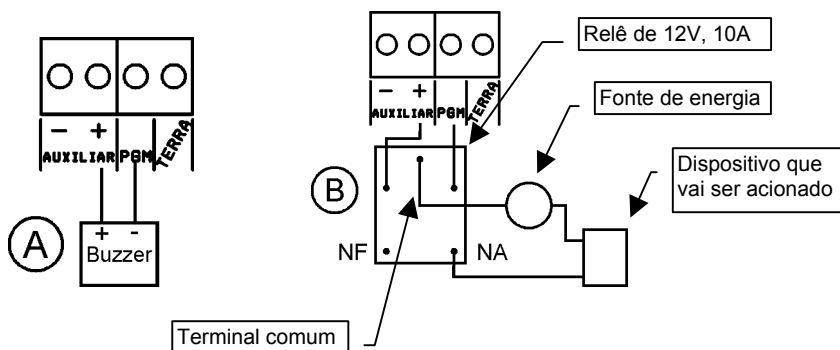 - +
AUXILIAR PGM TERRA
A
+ -
Buzzer
- +
AUXILIAR PGM TERRA
B
NF NA
Relê de 12V, 10A
Fonte de energia
Dispositivo que
vai ser acionado
Terminal comum